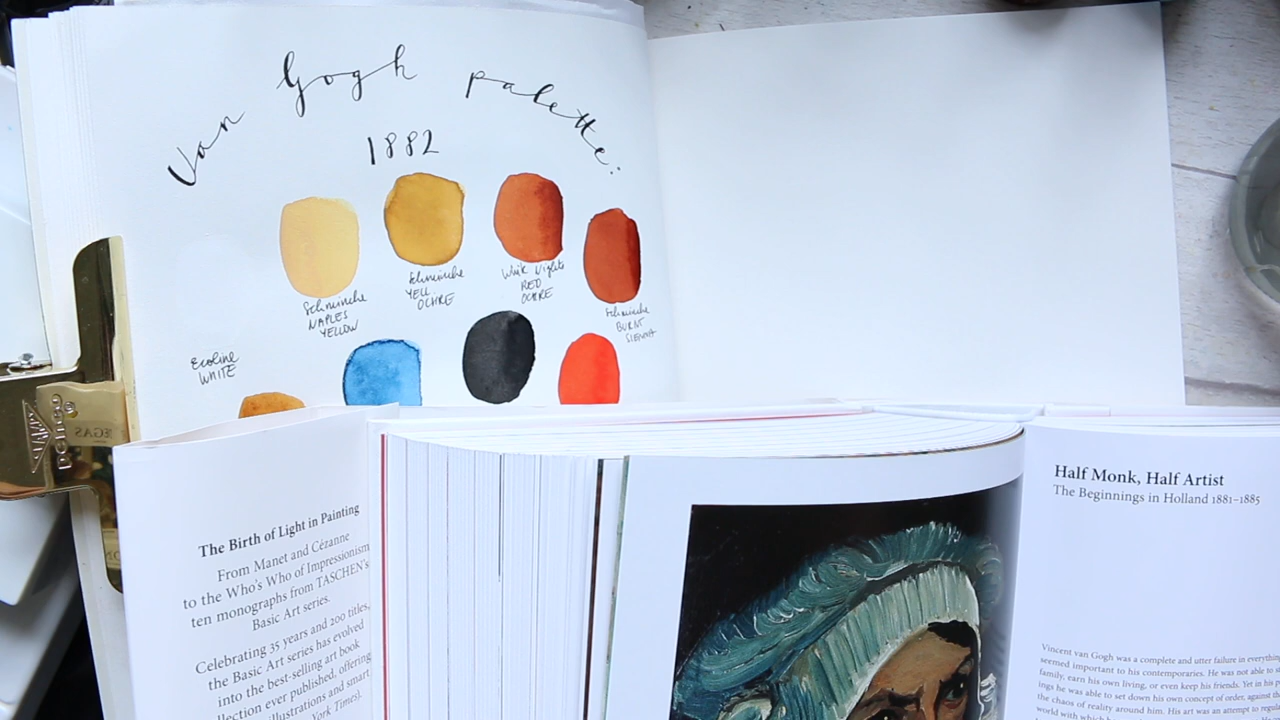 Van Gogh palette:
1882
Schmincke
NAPLES
YELLOW
Schmincke
YELL
OCHRE
White Nights
RED
OCHRE
Schmincke
BURNT
SIENNA
Ecoline
WHITE
The Birth of Light in Painting
From Manet and Cézanne
to the Who's Who of Impressionism
ten monographs from TASCHEN's
Basic Art series.
Celebrating 35 years and 200 titles,
the Basic Art series has evolved
into the best-selling art book
llection ever published, offering
illustrations and smart
York Times).
Half Monk, Half Artist
The Beginnings in Holland 1881–1885
Vincent van Gogh was a complete and utter failure in everythin
seemed important to his contemporaries. He was not able to st
family, earn his own living, or even keep his friends. Yet in his p
ings he was able to set down his own concept of order, against th
the chaos of reality around him. His art was an attempt to regul
world with which